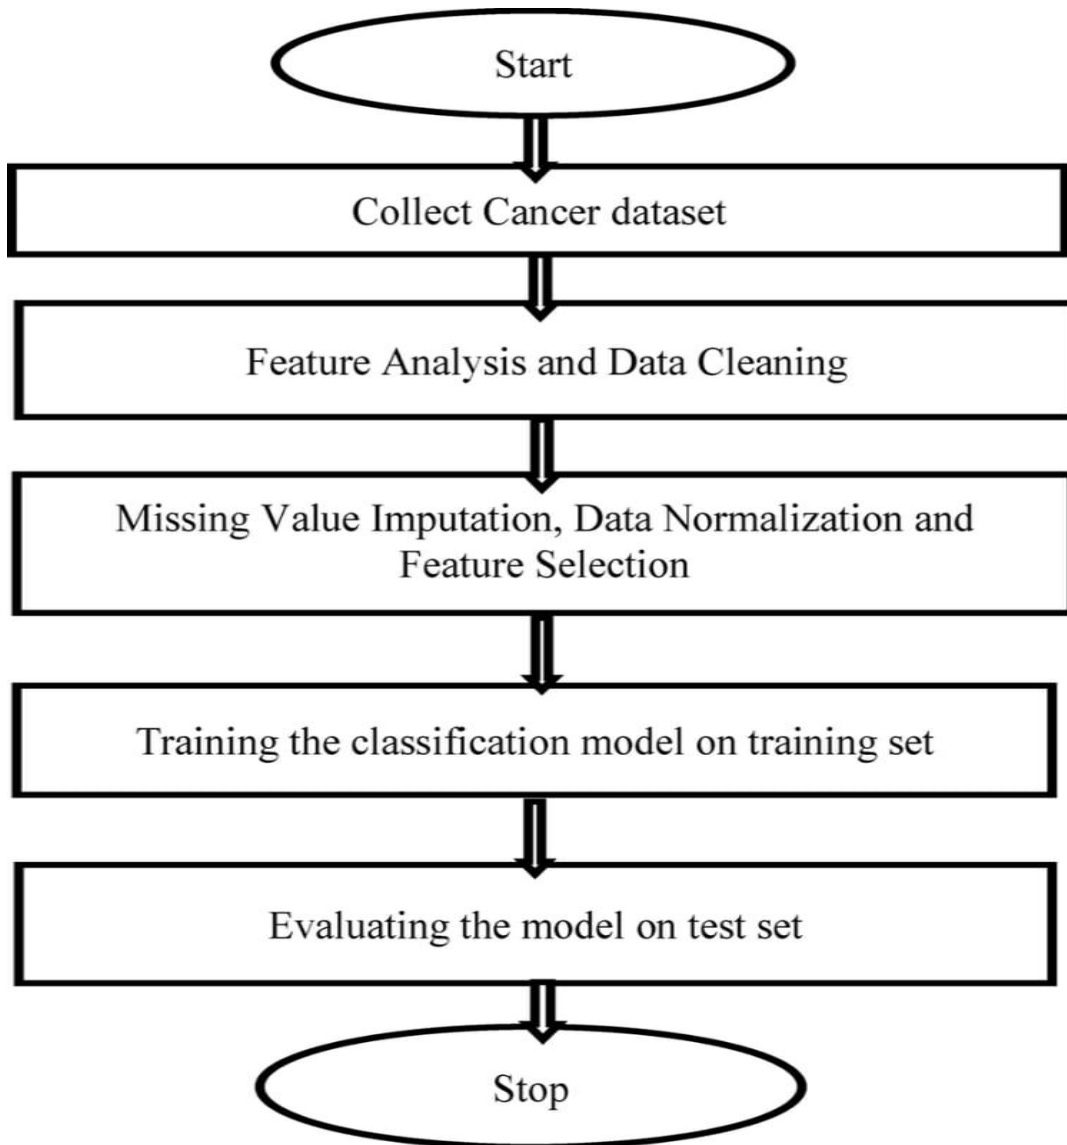 Start
Collect Cancer dataset
Feature Analysis and Data Cleaning
Missing Value Imputation, Data Normalization and
Feature Selection
Training the classification model on training set
Evaluating the model on test set
Stop